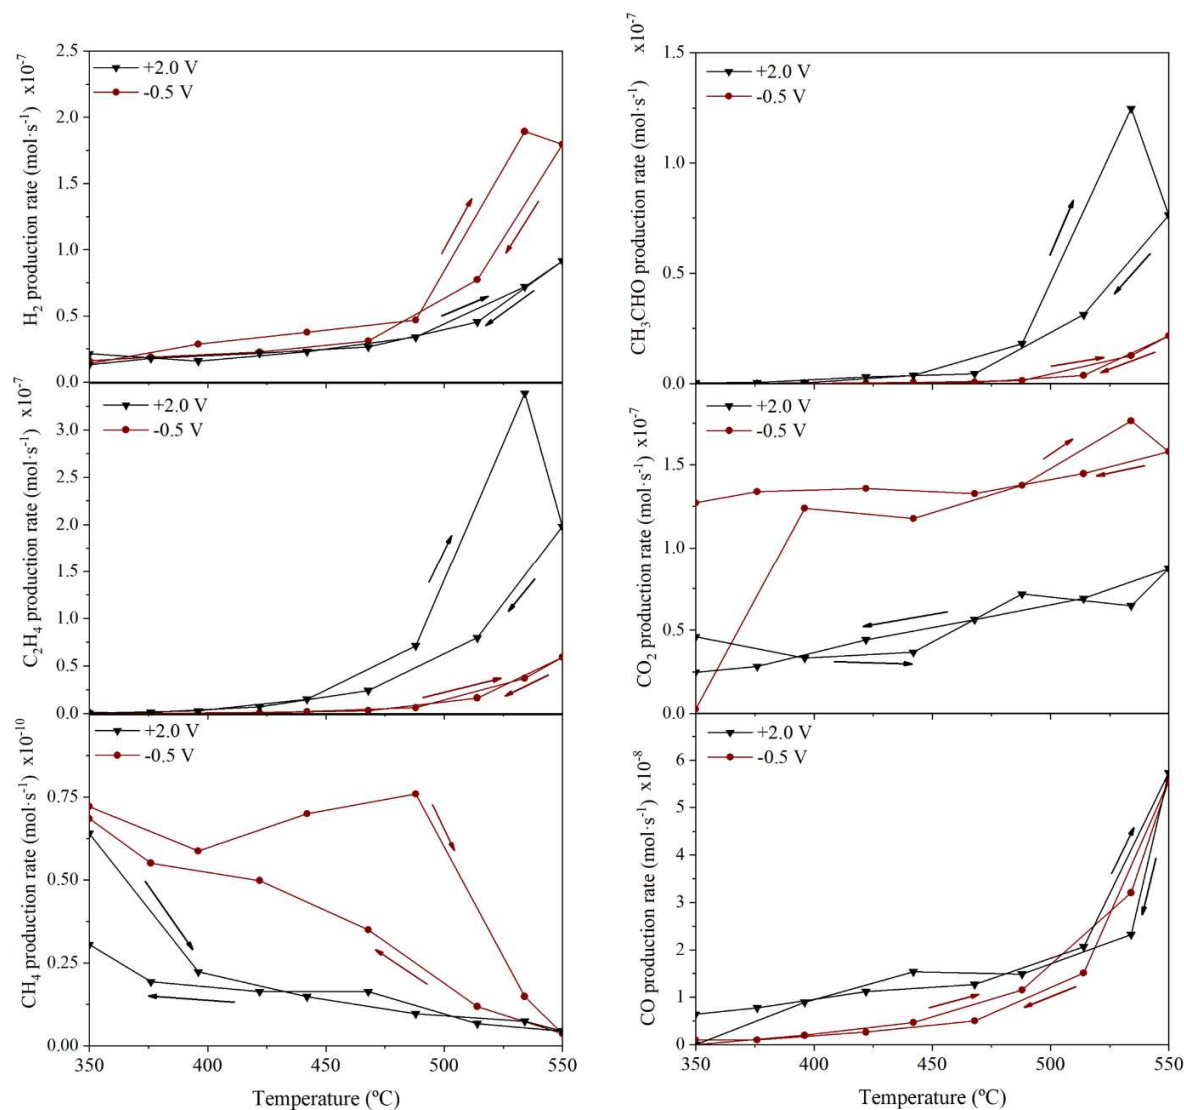 H₂ production rate (mol·s⁻¹) x10⁻⁷
2.5
2.0
1.5
1.0
0.5
0.0
+2.0 V
-0.5 V
C₂H₄ production rate (mol·s⁻¹) x10⁻⁷
3.0
2.5
2.0
1.5
1.0
0.5
0.0
+2.0 V
-0.5 V
CH₄ production rate (mol·s⁻¹) x10⁻¹⁰
0.75
0.50
0.25
0.00
+2.0 V
-0.5 V
350 400 450 500 550
Temperature (ºC)
CH₃CHO production rate (mol·s⁻¹) x10⁻⁷
1.5
1.0
0.5
0.0
+2.0 V
-0.5 V
CO₂ production rate (mol·s⁻¹) x10⁻⁷
1.5
1.0
0.5
0.0
+2.0 V
-0.5 V
CO production rate (mol·s⁻¹) x10⁻⁸
6
5
4
3
2
1
0
+2.0 V
-0.5 V
350 400 450 500 550
Temperature (ºC)